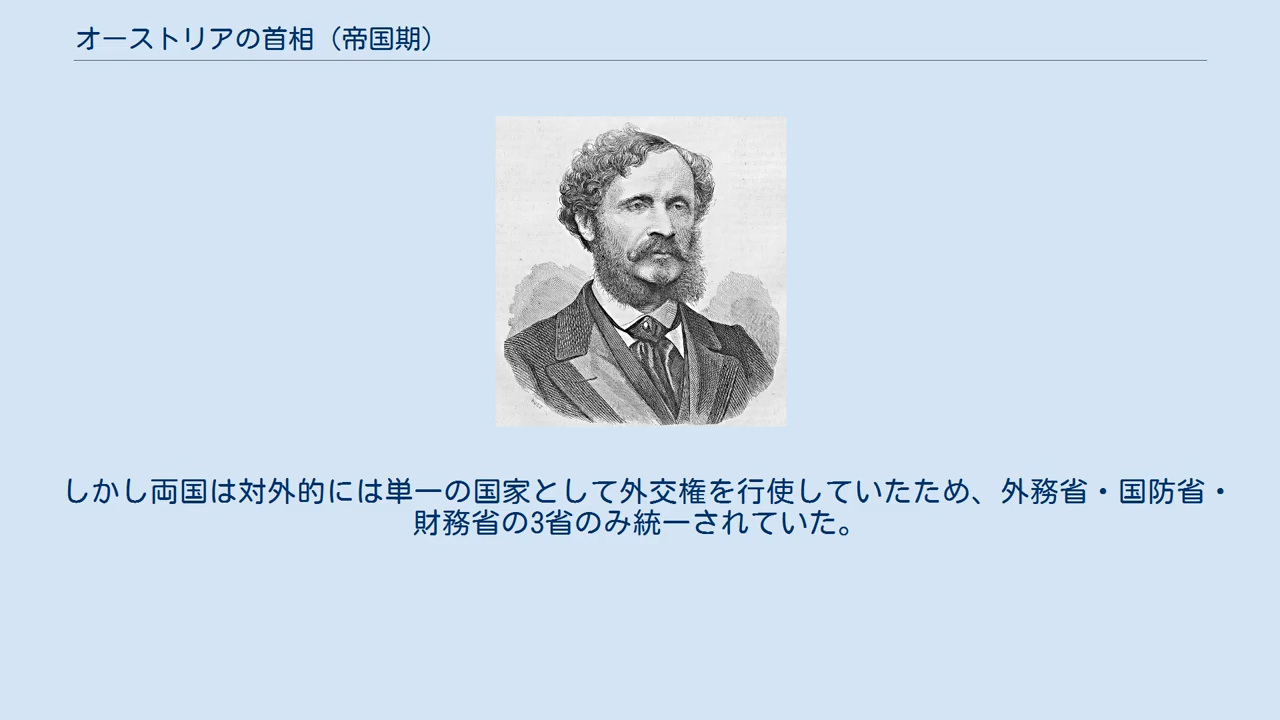 オーストリアの首相（帝国期）
しかし両国は対外的には単一の国家として外交権を行使していたため、外務省・国防省・
財務省の3省のみ統一されていた。